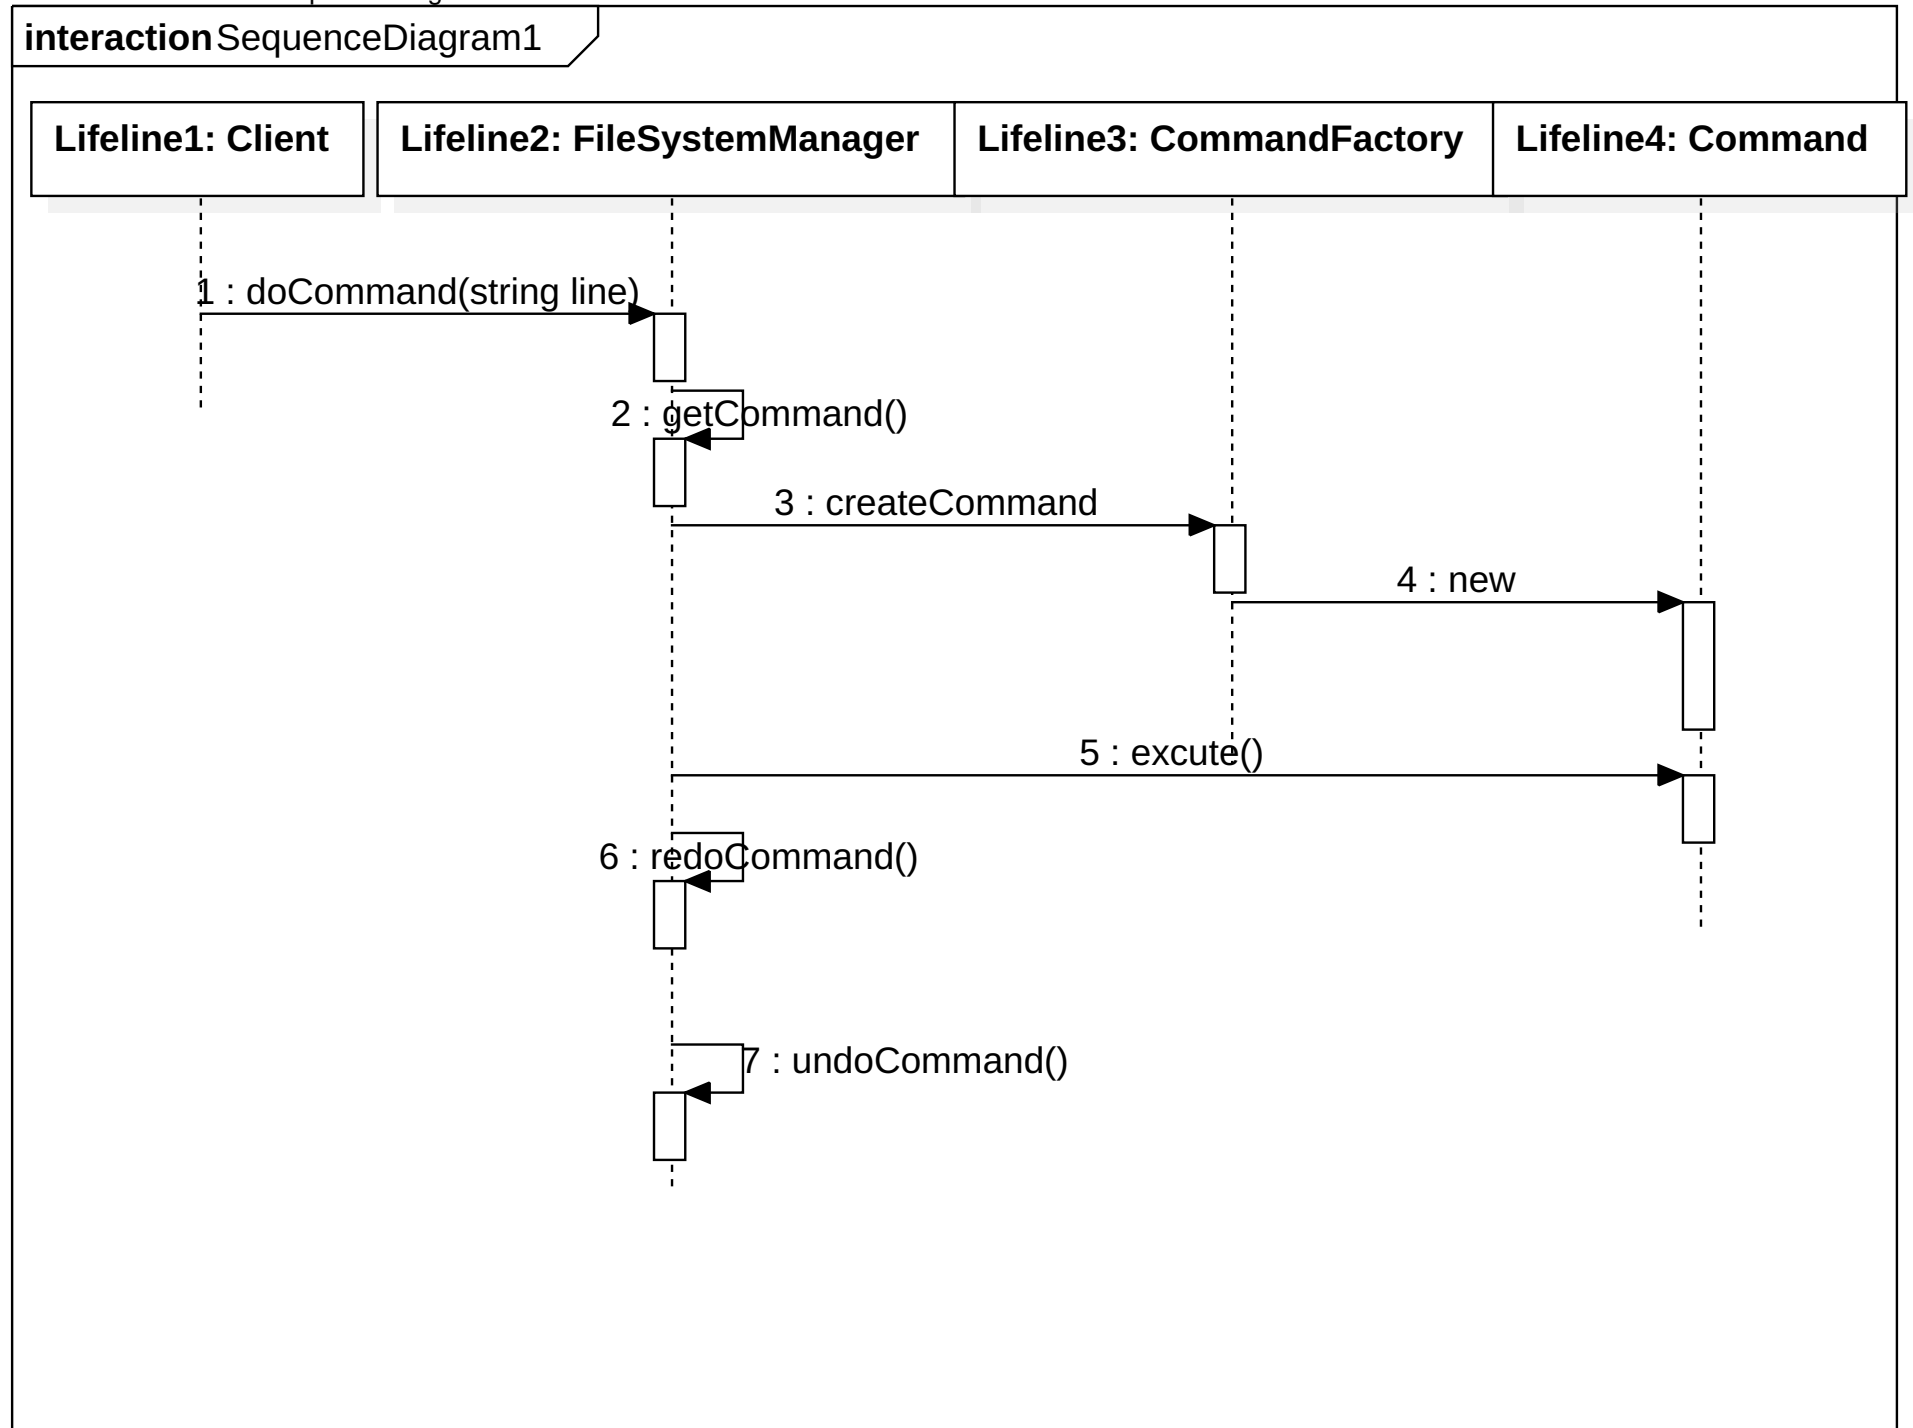 interaction SequenceDiagram1
Lifeline1: Client
Lifeline2: FileSystemManager
Lifeline3: CommandFactory
Lifeline4: Command
1 : doCommand(string line)
2 : getCommand()
3 : createCommand
4 : new
5 : excute()
6 : redoCommand()
7 : undoCommand()